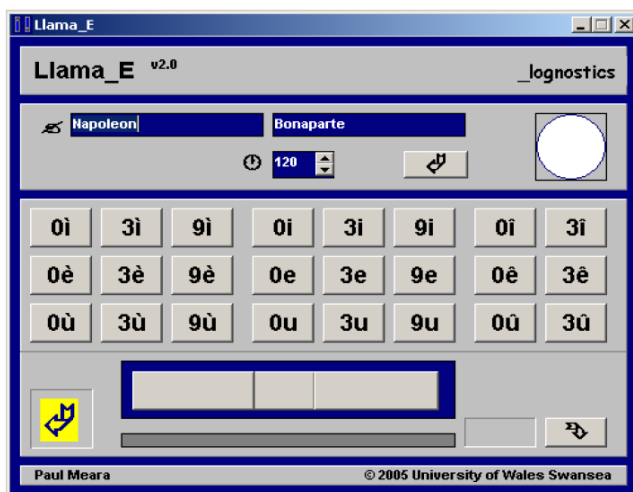 Llama_E
Llama_E v2.0 _lognostics
Napoleon Bonaparte
120
0ì 3ì 9ì 0i 3i 9i 0î 3î
0è 3è 9è 0e 3e 9e 0ê 3ê
0ù 3ù 9ù 0u 3u 9u 0û 3û
Paul Meara © 2005 University of Wales Swansea